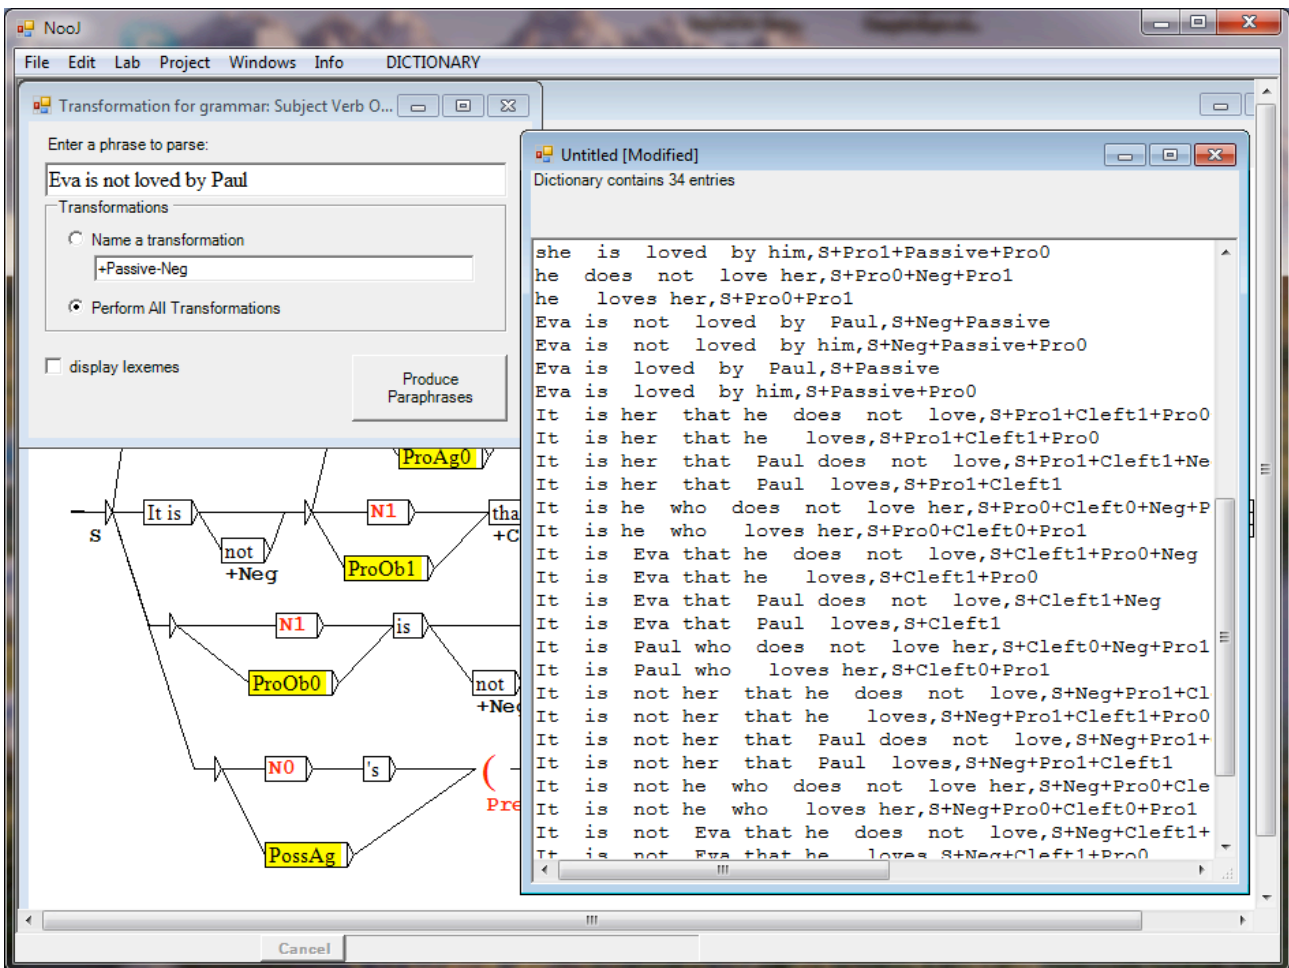 NooJ
File Edit Lab Project Windows Info DICTIONARY
Transformation for grammar: Subject Verb O...
Enter a phrase to parse:
Eva is not loved by Paul
Transformations
Name a transformation
+Passive-Neg
Perform All Transformations
display lexemes
Produce
Paraphrases
Untitled [Modified]
Dictionary contains 34 entries
she is loved by him,S+Pro1+Passive+Pro0
he does not love her,S+Pro0+Neg+Pro1
he loves her,S+Pro0+Pro1
Eva is not loved by Paul,S+Neg+Passive
Eva is not loved by him,S+Neg+Passive+Pro0
Eva is loved by Paul,S+Passive
Eva is loved by him,S+Passive+Pro0
It is her that he does not love,S+Pro1+Cleft1+Pro0
It is her that he loves,S+Pro1+Cleft1+Pro0
It is her that Paul does not love,S+Pro1+Cleft1+Ne
It is her that Paul loves,S+Pro1+Cleft1
It is he who does not love her,S+Pro0+Cleft0+Neg+P
It is he who loves her,S+Pro0+Cleft0+Pro1
It is Eva that he does not love,S+Cleft1+Pro0+Neg
It is Eva that he loves,S+Cleft1+Pro0
It is Eva that Paul does not love,S+Cleft1+Neg
It is Eva that Paul loves,S+Cleft1
It is Paul who does not love her,S+Cleft0+Neg+Pro1
It is Paul who loves her,S+Cleft0+Pro1
It is not her that he does not love,S+Neg+Pro1+Cl
It is not her that he loves,S+Neg+Pro1+Cleft1+Pro0
It is not her that Paul does not love,S+Neg+Pro1+
It is not her that Paul loves,S+Neg+Pro1+Cleft1
It is not he who does not love her,S+Neg+Pro0+Cle
It is not he who loves her,S+Neg+Pro0+Cleft0+Pro1
It is not Eva that he does not love,S+Neg+Cleft1+
It is not Eva that he loves,S+Neg+Cleft1+Pro0
ProAg0
S
It is
N1
tha
+C
not
+Neg
ProOb1
N1
is
ProOb0
not
+Neg
N0
's
(
Pre
PossAg
Cancel